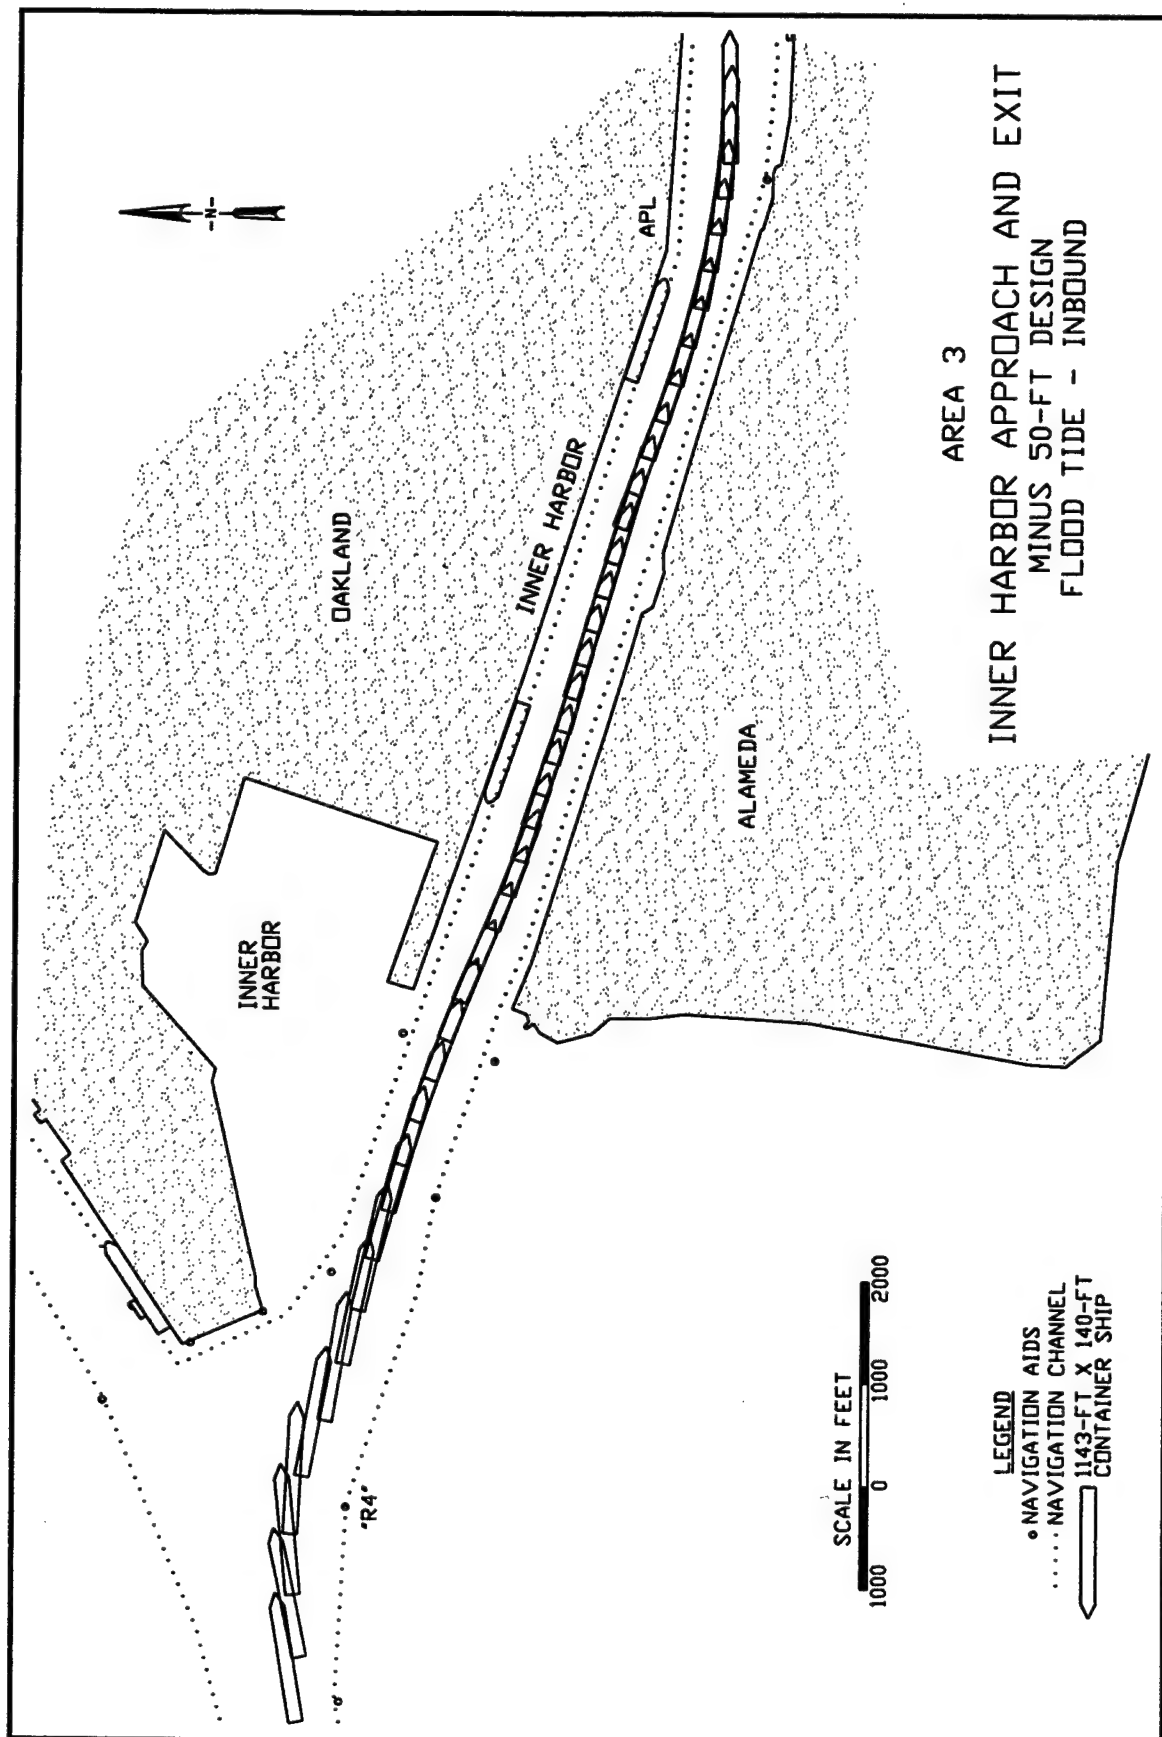 -N-
APL
OAKLAND
INNER HARBOR
INNER
HARBOR
ALAMEDA
"R4"
AREA 3
INNER HARBOR APPROACH AND EXIT
MINUS 50-FT DESIGN
FLOOD TIDE - INBOUND
SCALE IN FEET
1000 0 1000 2000
LEGEND
NAVIGATION AIDS
NAVIGATION CHANNEL
1143-FT X 140-FT
CONTAINER SHIP